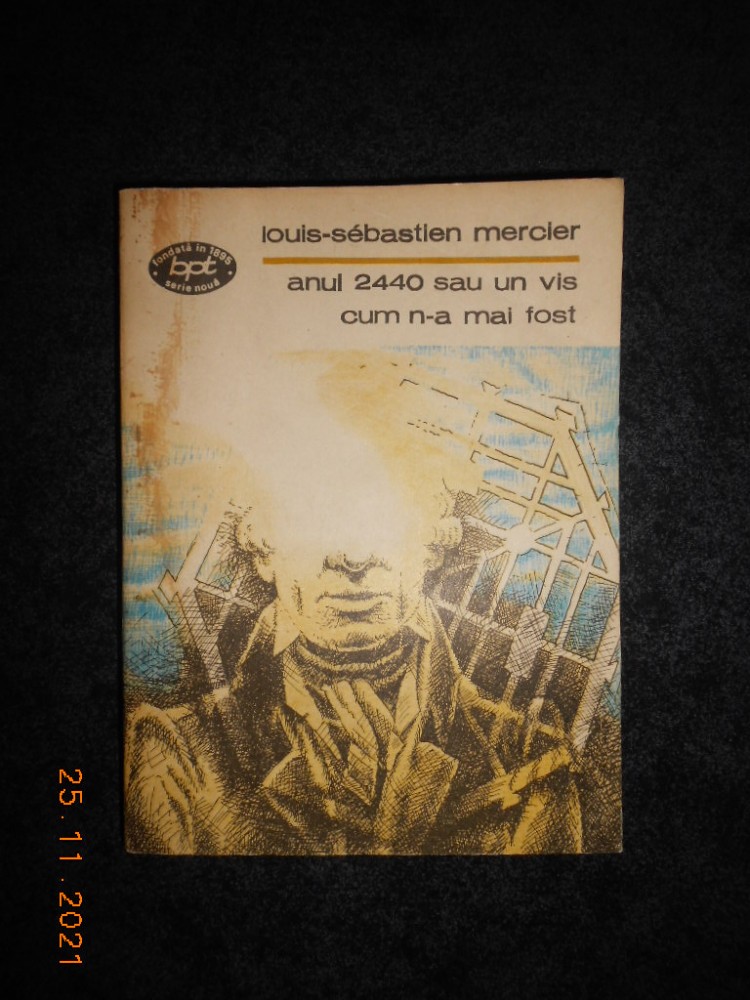 louis-sébastien mercier
anul 2440 sau un vis
cum n-a mai fost
fondată în 1895
bpt
serie nouă
25.11.2021